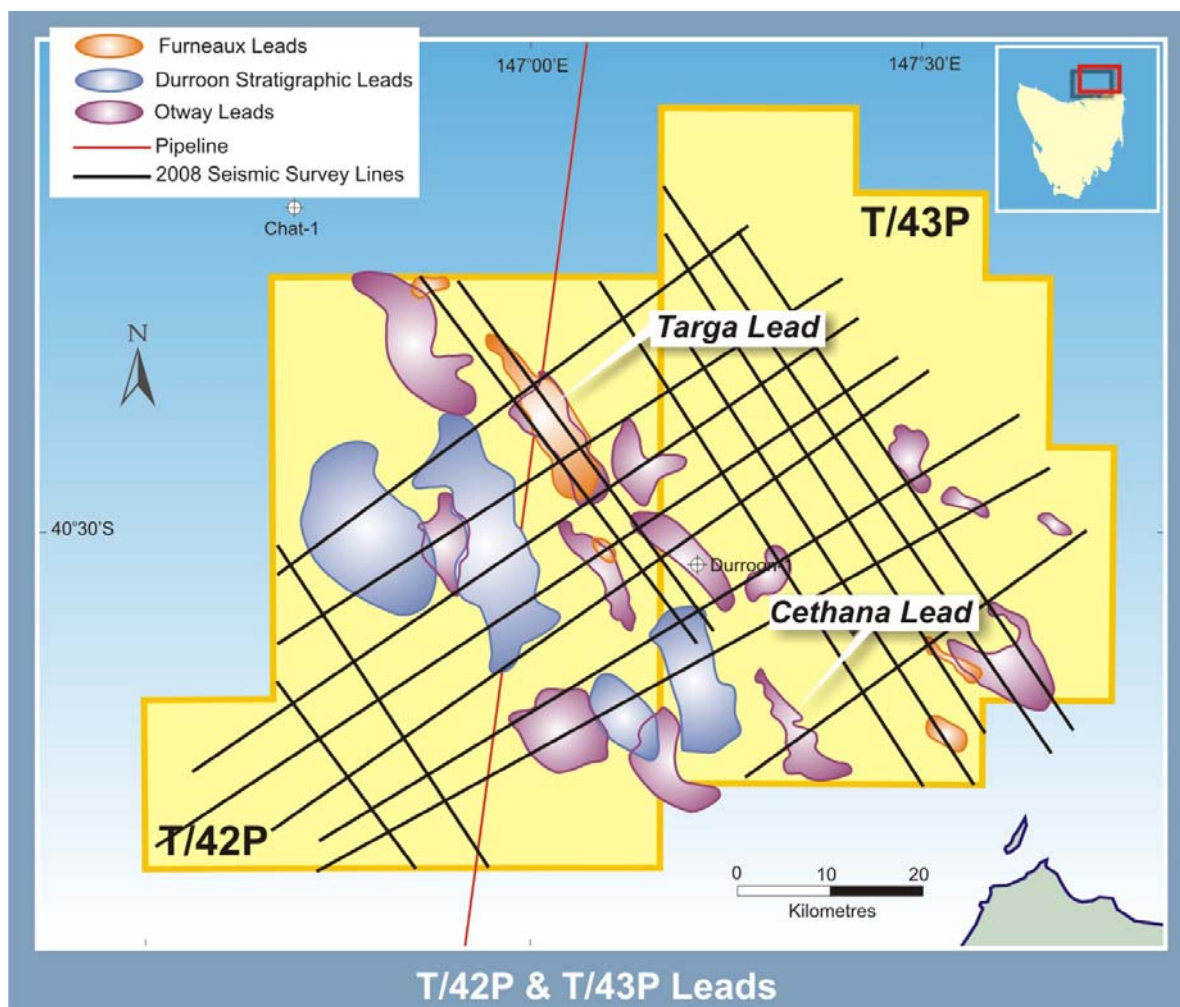 Furneaux Leads
Durroon Stratigraphic Leads
Otway Leads
Pipeline
2008 Seismic Survey Lines
147°00'E
147°30'E
Chat-1
T/43P
N
Targa Lead
40°30'S
Durroon-1
Cethana Lead
T/42P
0 10 20
Kilometres
T/42P & T/43P Leads